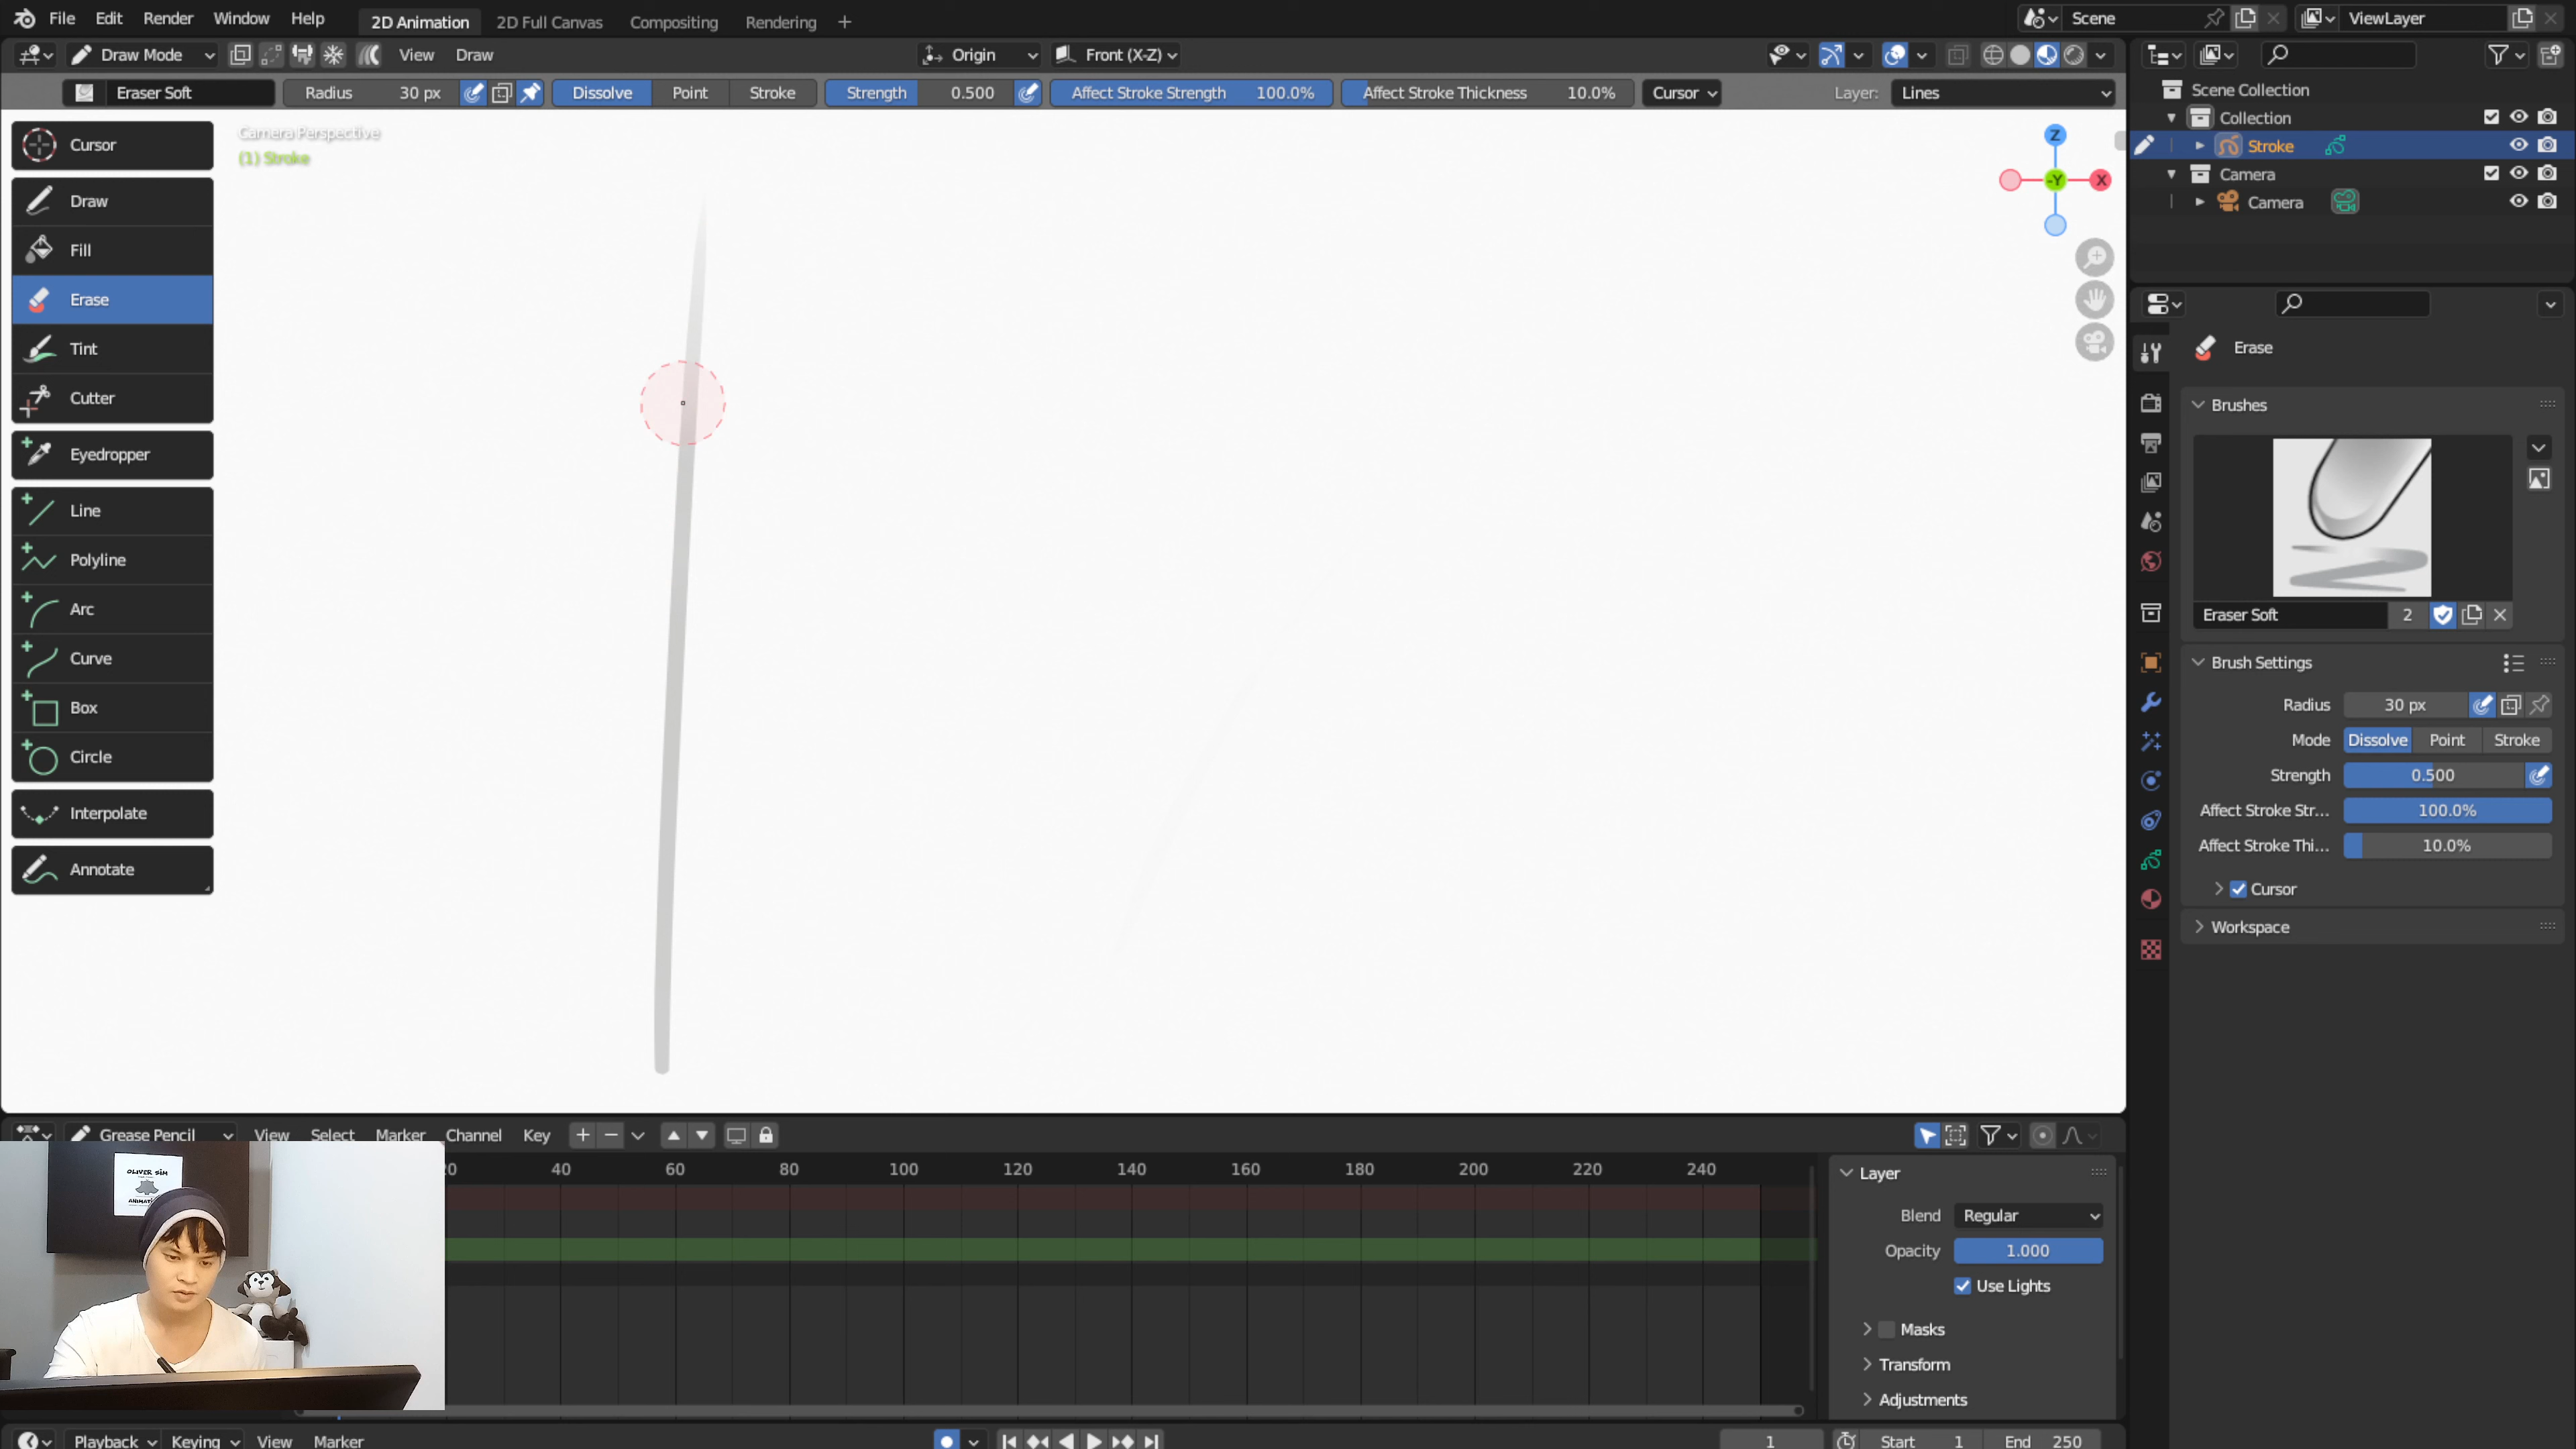 File Edit Render Window Help 2D Animation 2D Full Canvas Compositing Rendering + Scene ViewLayer
Draw Mode View Draw Origin Front (X-Z)
Eraser Soft Radius 30 px Dissolve Point Stroke Strength 0.500 Affect Stroke Strength 100.0% Affect Stroke Thickness 10.0% Cursor Layer: Lines
Camera Perspective
(1) Stroke
Cursor
Draw
Fill
Erase
Tint
Cutter
Eyedropper
Line
Polyline
Arc
Curve
Box
Circle
Interpolate
Annotate
Z
-Y X
Scene Collection
Collection
Stroke
Camera
Camera
Erase
Brushes
Eraser Soft 2
Brush Settings
Radius 30 px
Mode Dissolve Point Stroke
Strength 0.500
Affect Stroke Str... 100.0%
Affect Stroke Thi... 10.0%
Cursor
Workspace
Grease Pencil View Select Marker Channel Key
20 40 60 80 100 120 140 160 180 200 220 240
Layer
Blend Regular
Opacity 1.000
Use Lights
Masks
Transform
Adjustments
OLIVER SIM
Playback Keying View Marker 1 Start 1 End 250